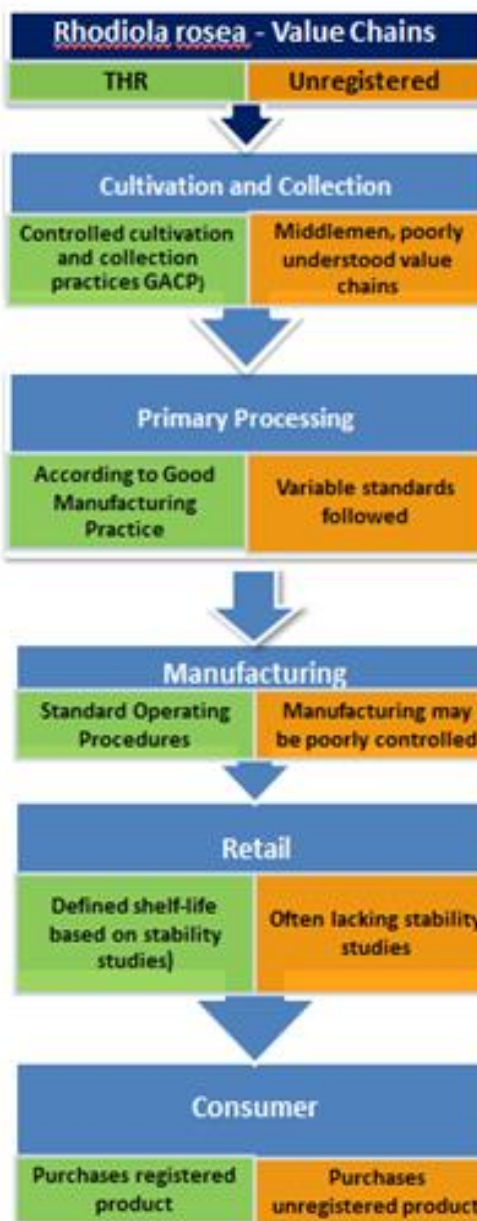 Rhodiola rosea - Value Chains
THR
Unregistered
Cultivation and Collection
Controlled cultivation
and collection
practices GACP)
Middlemen, poorly
understood value
chains
Primary Processing
According to Good
Manufacturing
Practice
Variable standards
followed
Manufacturing
Standard Operating
Procedures
Manufacturing may
be poorly controlled
Retail
Defined shelf-life
based on stability
studies)
Often lacking stability
studies
Consumer
Purchases registered
product
Purchases
unregistered product